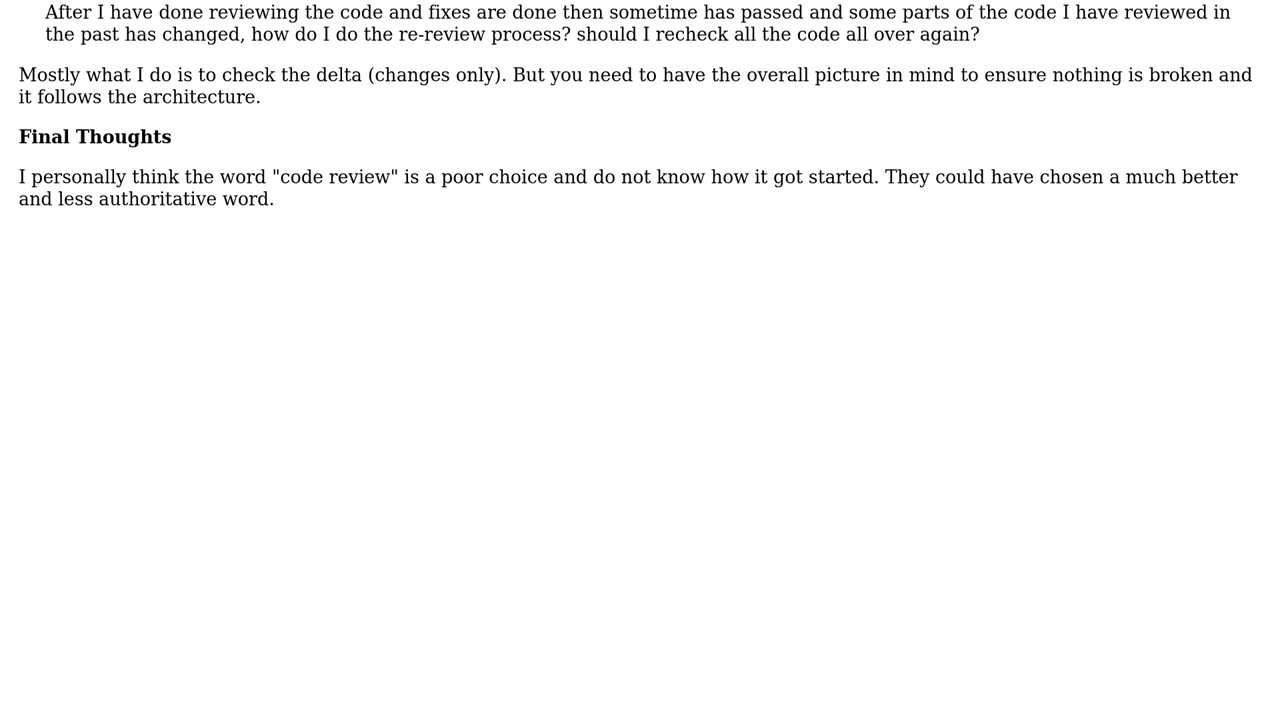 After I have done reviewing the code and fixes are done then sometime has passed and some parts of the code I have reviewed in
the past has changed, how do I do the re-review process? should I recheck all the code all over again?
Mostly what I do is to check the delta (changes only). But you need to have the overall picture in mind to ensure nothing is broken and
it follows the architecture.
Final Thoughts
I personally think the word "code review" is a poor choice and do not know how it got started. They could have chosen a much better
and less authoritative word.